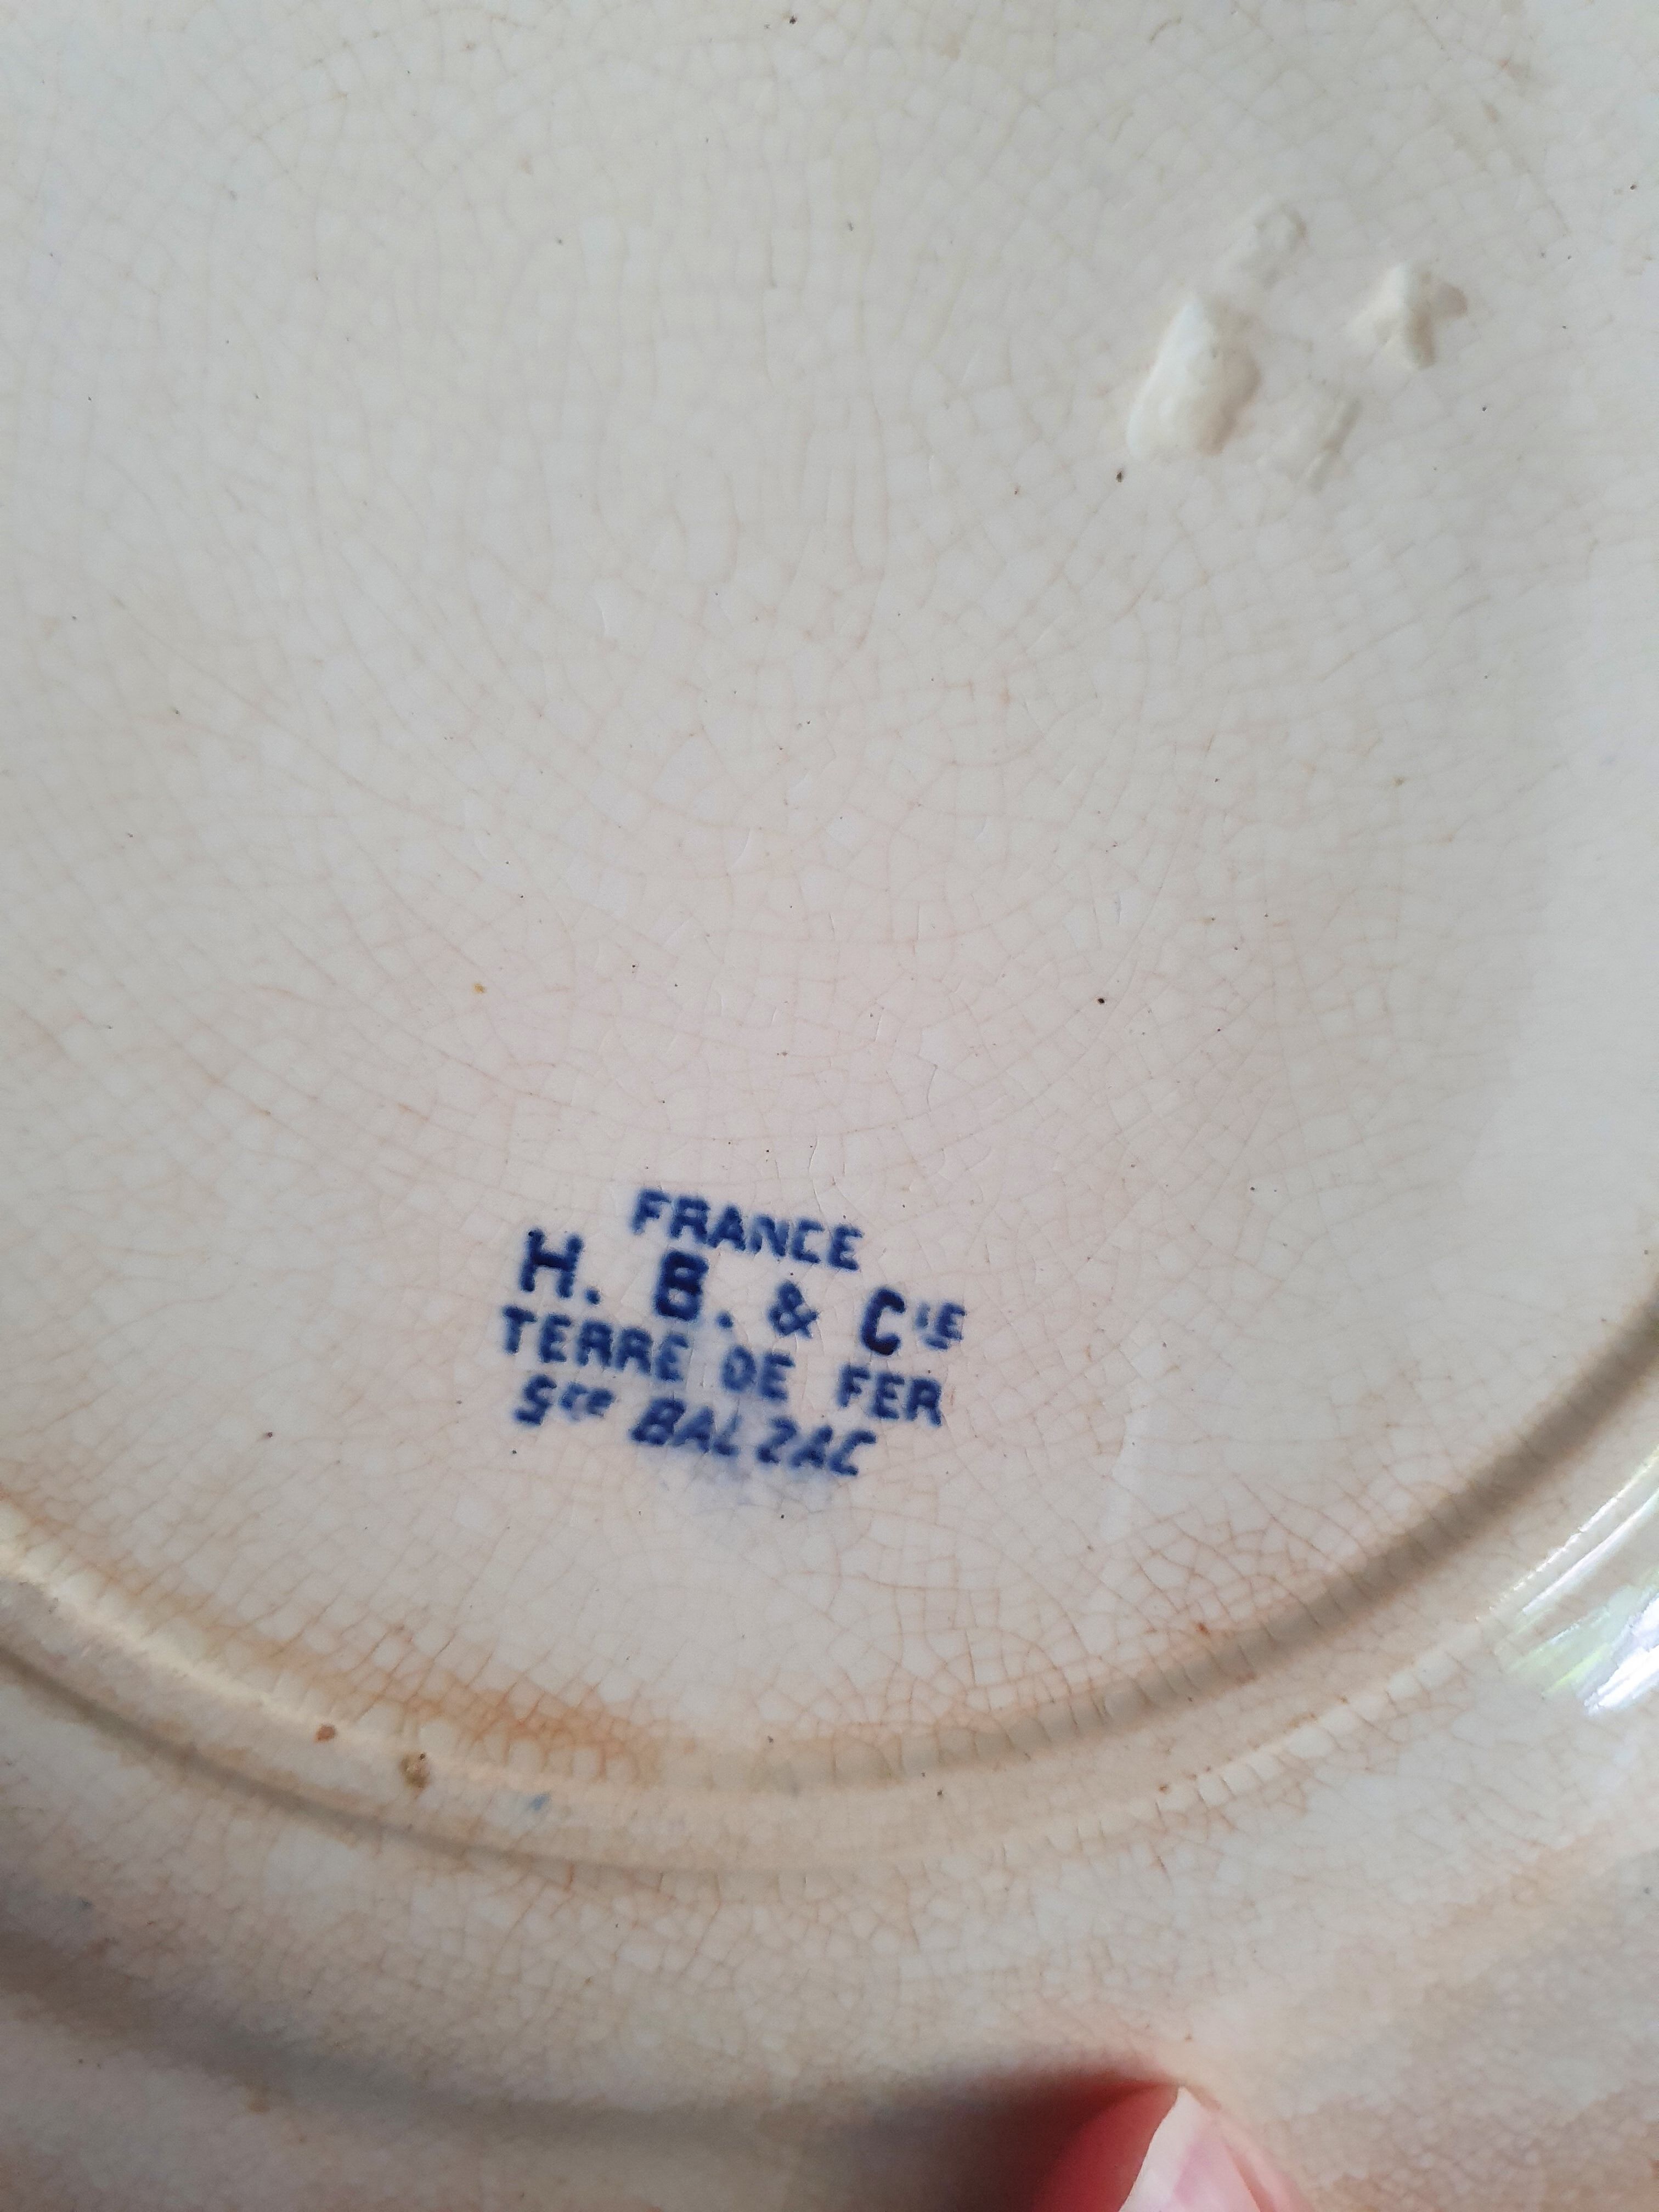 FRANCE
H. B. & CIE
TERRE DE FER
Sce BALZAC